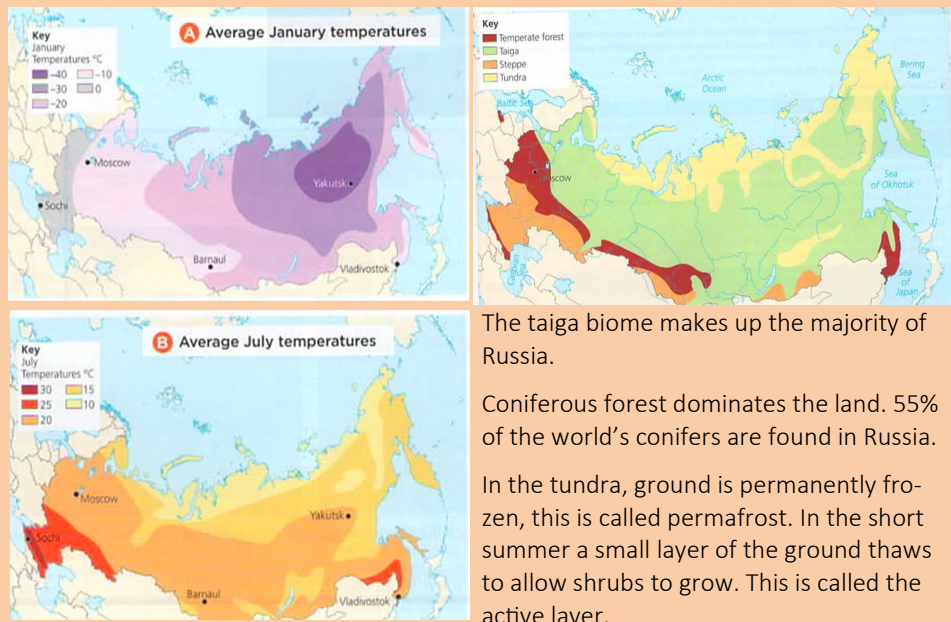 A Average January temperatures
Key
January
Temperatures °C
-40
-10
-30
0
-20
Moscow
Sochi
Yakutsk
Barnaul
Vladivostok
Key
Temperate forest
Taiga
Steppe
Tundra
Arctic
Ocean
Bering
Sea
Baltic Sea
Moscow
Sea
of Okhotsk
Sea
of
Japan
B Average July temperatures
Key
July
Temperatures °C
30
15
25
10
20
Moscow
Sochi
Yakutsk
Barnaul
Vladivostok
The taiga biome makes up the majority of
Russia.
Coniferous forest dominates the land. 55%
of the world's conifers are found in Russia.
In the tundra, ground is permanently fro-
zen, this is called permafrost. In the short
summer a small layer of the ground thaws
to allow shrubs to grow. This is called the
active layer.